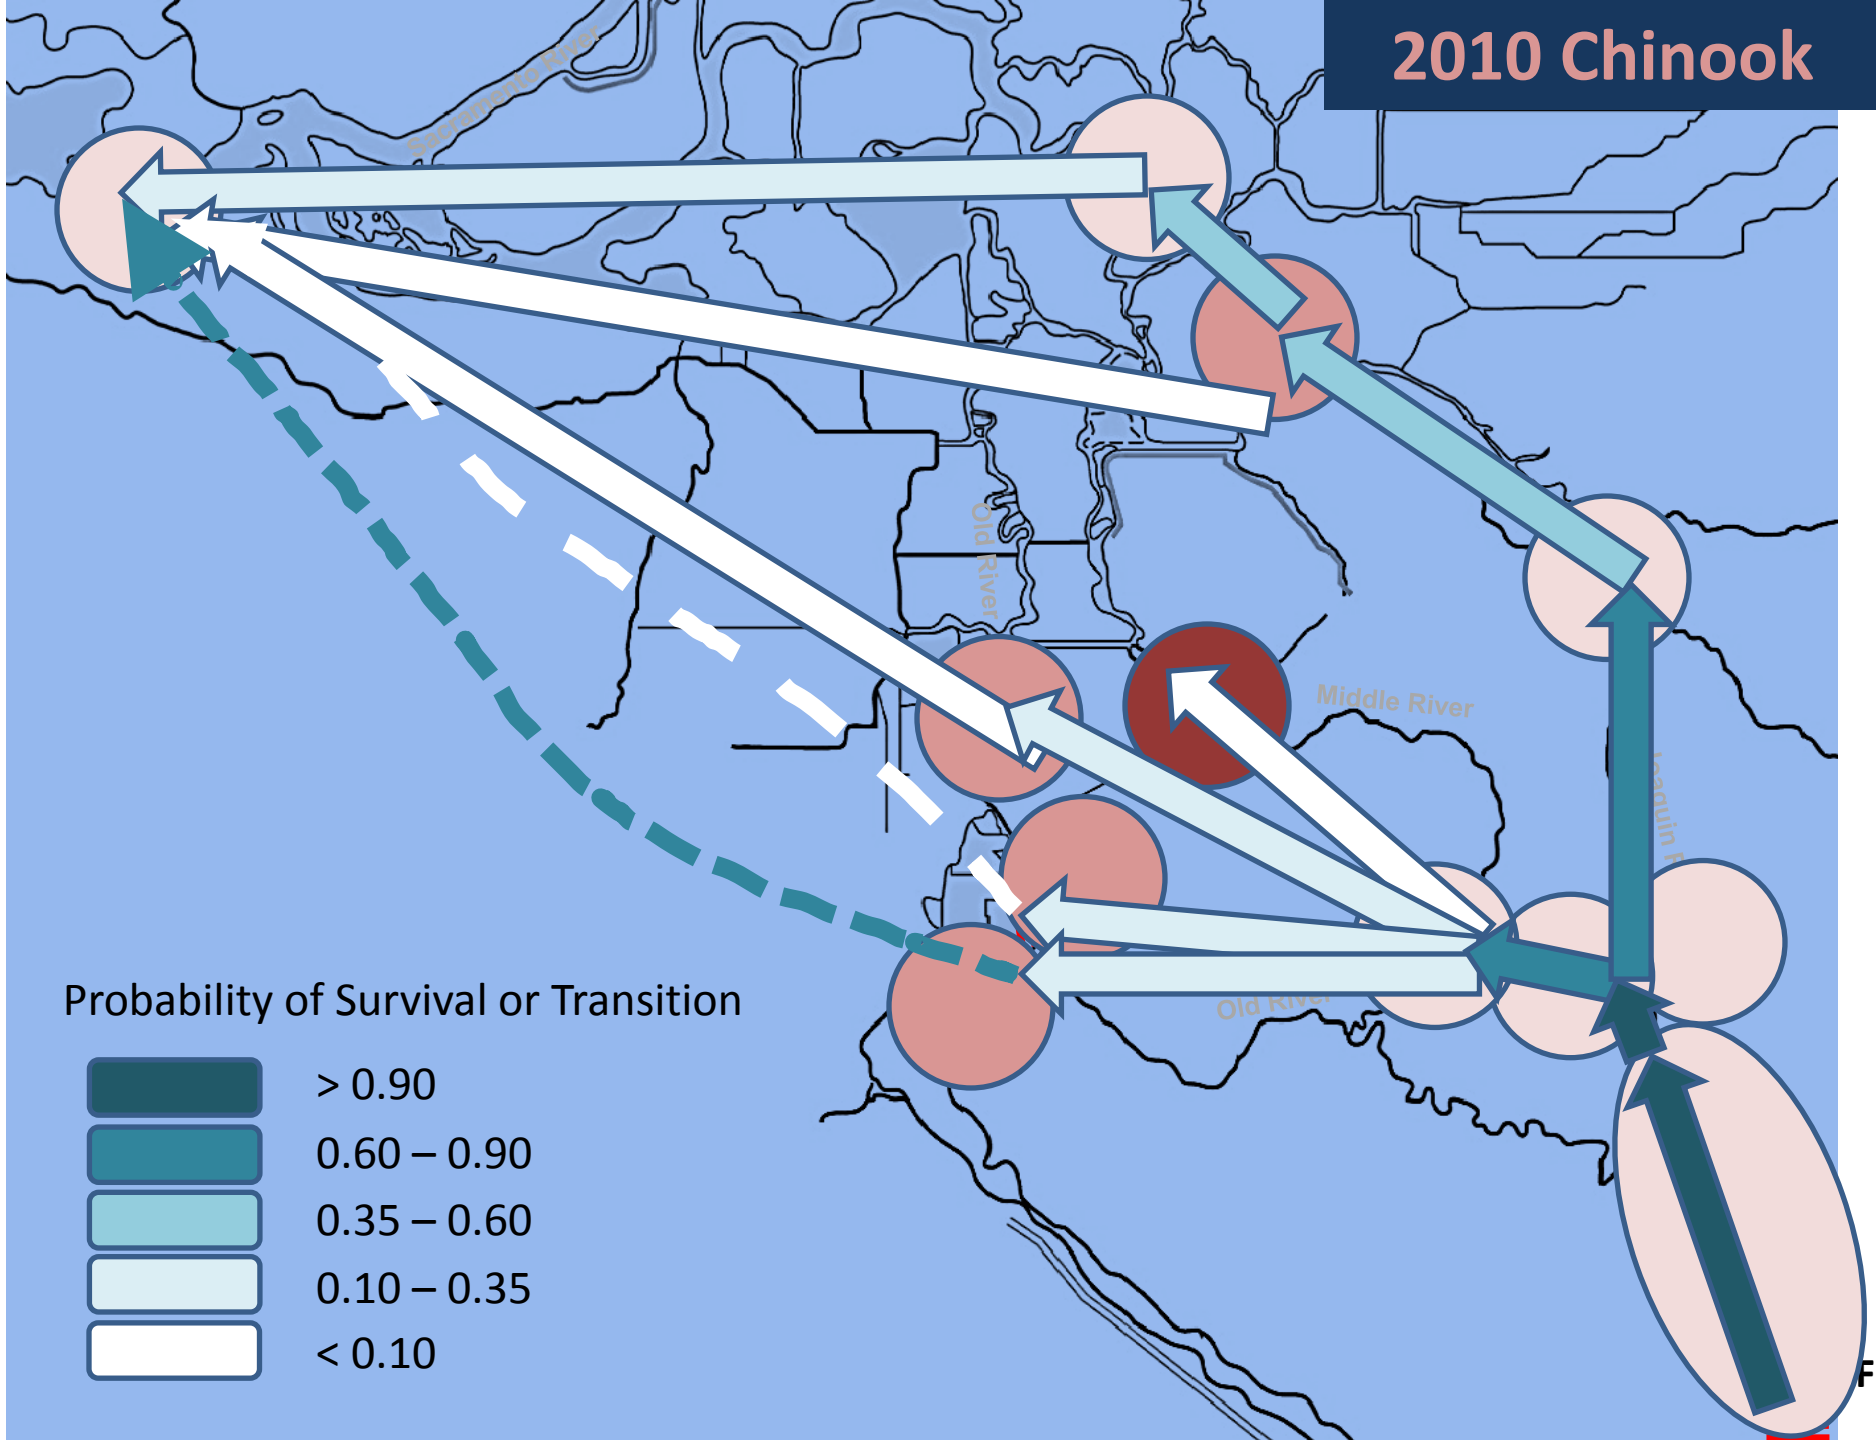 2010 Chinook
Sacramento River
Old River
Middle River
Old River
Probability of Survival or Transition
> 0.90
0.60 – 0.90
0.35 – 0.60
0.10 – 0.35
< 0.10
F